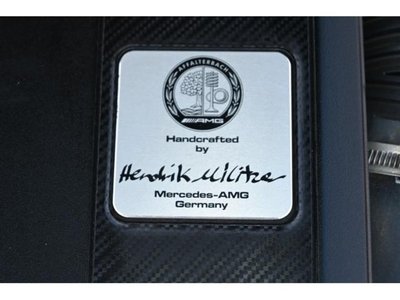 AFFALTERBACH
AMG
Handcrafted
by
Hendrik
Mercedes-AMG
Germany